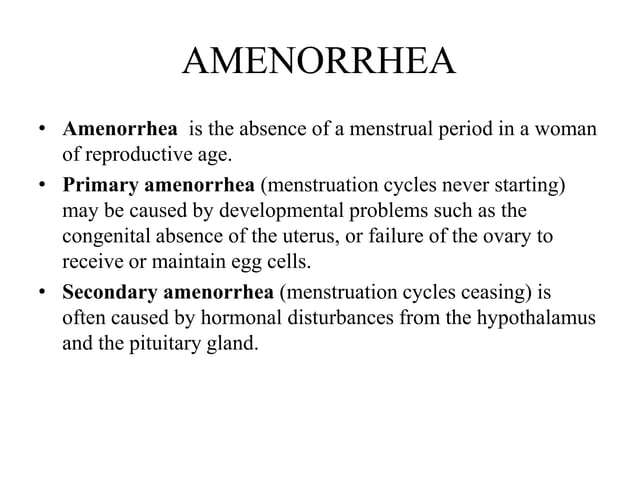 AMENORRHEA
• Amenorrhea  is the absence of a menstrual period in a woman
of reproductive age.
• Primary amenorrhea (menstruation cycles never starting)
may be caused by developmental problems such as the
congenital absence of the uterus, or failure of the ovary to
receive or maintain egg cells.
• Secondary amenorrhea (menstruation cycles ceasing) is
often caused by hormonal disturbances from the hypothalamus
and the pituitary gland.